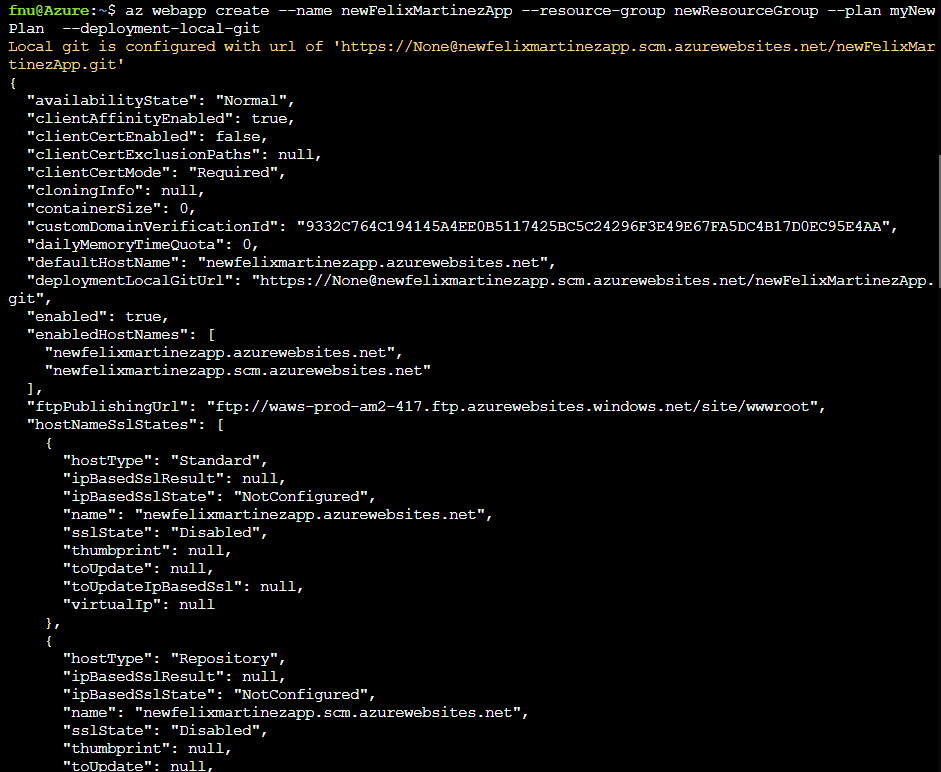 fnu@Azure:~$ az webapp create --name newFelixMartinezApp --resource-group newResourceGroup --plan myNew
Plan  --deployment-local-git
Local git is configured with url of 'https://None@newfelixmartinezapp.scm.azurewebsites.net/newFelixMar
tinezApp.git'
{
  "availabilityState": "Normal",
  "clientAffinityEnabled": true,
  "clientCertEnabled": false,
  "clientCertExclusionPaths": null,
  "clientCertMode": "Required",
  "cloningInfo": null,
  "containerSize": 0,
  "customDomainVerificationId": "9332C764C194145A4EE0B5117425BC5C24296F3E49E67FA5DC4B17D0EC95E4AA",
  "dailyMemoryTimeQuota": 0,
  "defaultHostName": "newfelixmartinezapp.azurewebsites.net",
  "deploymentLocalGitUrl": "https://None@newfelixmartinezapp.scm.azurewebsites.net/newFelixMartinezApp.
git",
  "enabled": true,
  "enabledHostNames": [
    "newfelixmartinezapp.azurewebsites.net",
    "newfelixmartinezapp.scm.azurewebsites.net"
  ],
  "ftpPublishingUrl": "ftp://waws-prod-am2-417.ftp.azurewebsites.windows.net/site/wwwroot",
  "hostNameSslStates": [
    {
      "hostType": "Standard",
      "ipBasedSslResult": null,
      "ipBasedSslState": "NotConfigured",
      "name": "newfelixmartinezapp.azurewebsites.net",
      "sslState": "Disabled",
      "thumbprint": null,
      "toUpdate": null,
      "toUpdateIpBasedSsl": null,
      "virtualIp": null
    },
    {
      "hostType": "Repository",
      "ipBasedSslResult": null,
      "ipBasedSslState": "NotConfigured",
      "name": "newfelixmartinezapp.scm.azurewebsites.net",
      "sslState": "Disabled",
      "thumbprint": null,
      "toUpdate": null,